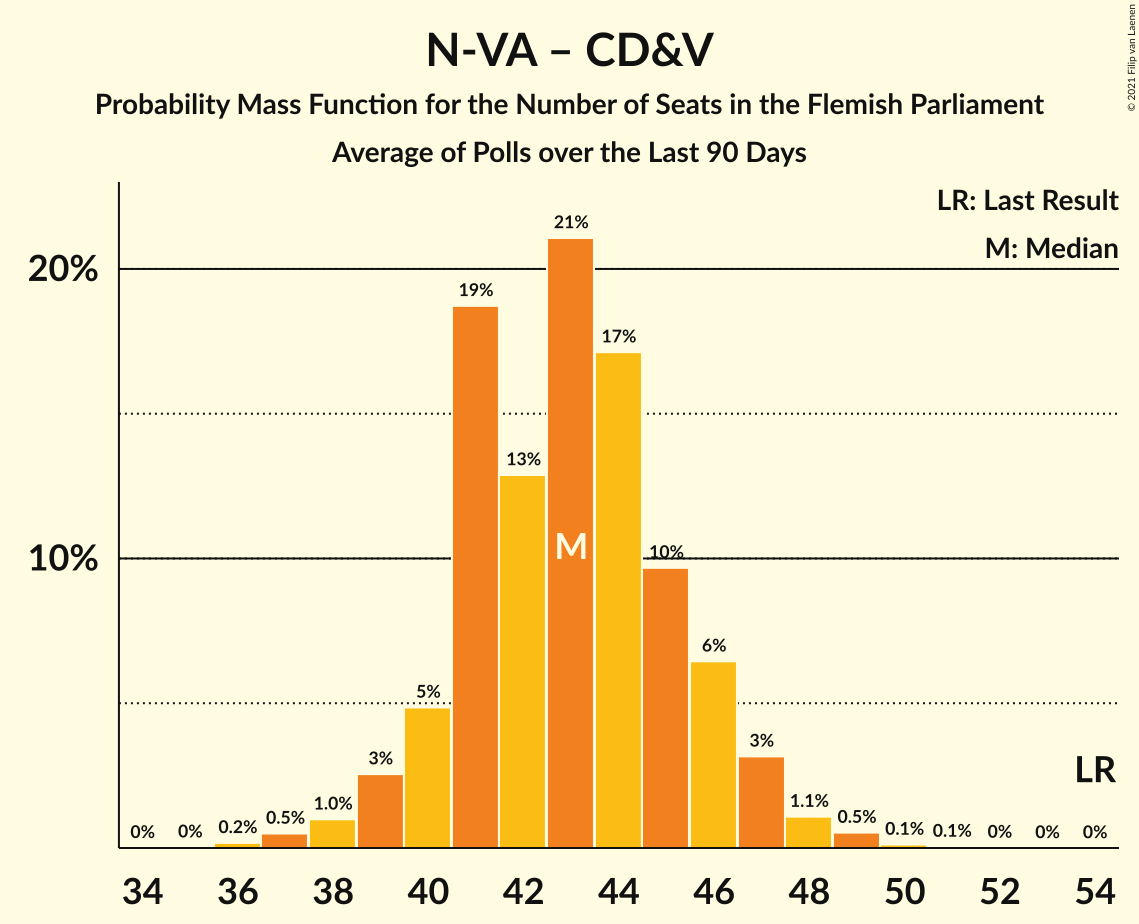 N-VA – CD&V
Probability Mass Function for the Number of Seats in the Flemish Parliament
Average of Polls over the Last 90 Days
© 2021 Filip van Laenen
LR: Last Result
M: Median
20%
10%
0%
0%
0.2%
0.5%
1.0%
3%
5%
19%
13%
21%
17%
10%
6%
3%
1.1%
0.5%
0.1%
0.1%
0%
0%
0%
M
LR
34 36 38 40 42 44 46 48 50 52 54